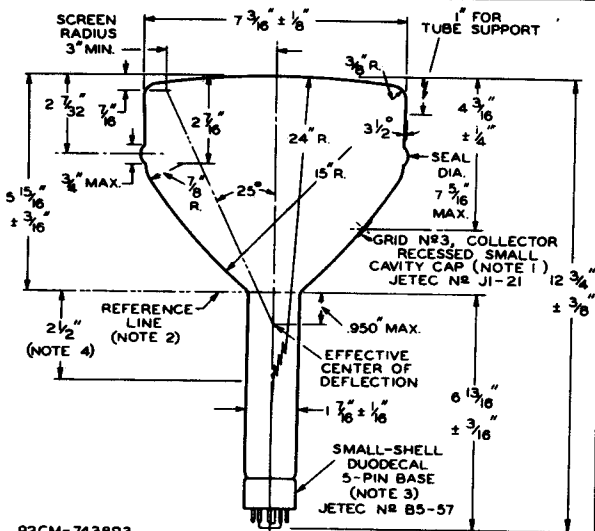 SCREEN
RADIUS
3" MIN.
7 3/16" ± 1/8"
1" FOR
TUBE SUPPORT
3/8" R.
2 7/32"
7/16"
2 7/16"
24" R.
3 1/2°
4 3/16"
± 1/4"
SEAL
DIA.
7 5/16"
MAX.
3/4" MAX.
7/8"
R.
25°
15" R.
5 15/16"
± 3/16"
GRID Nº3, COLLECTOR
RECESSED SMALL
CAVITY CAP (NOTE 1)
JETEC Nº J1-21
12 3/4"
± 3/8"
REFERENCE
LINE
(NOTE 2)
2 1/2"
(NOTE 4)
.950" MAX.
EFFECTIVE
CENTER OF
DEFLECTION
1 7/16" ± 1/16"
6 13/16"
± 3/16"
SMALL-SHELL
DUODECAL
5-PIN BASE
(NOTE 3)
JETEC Nº B5-57